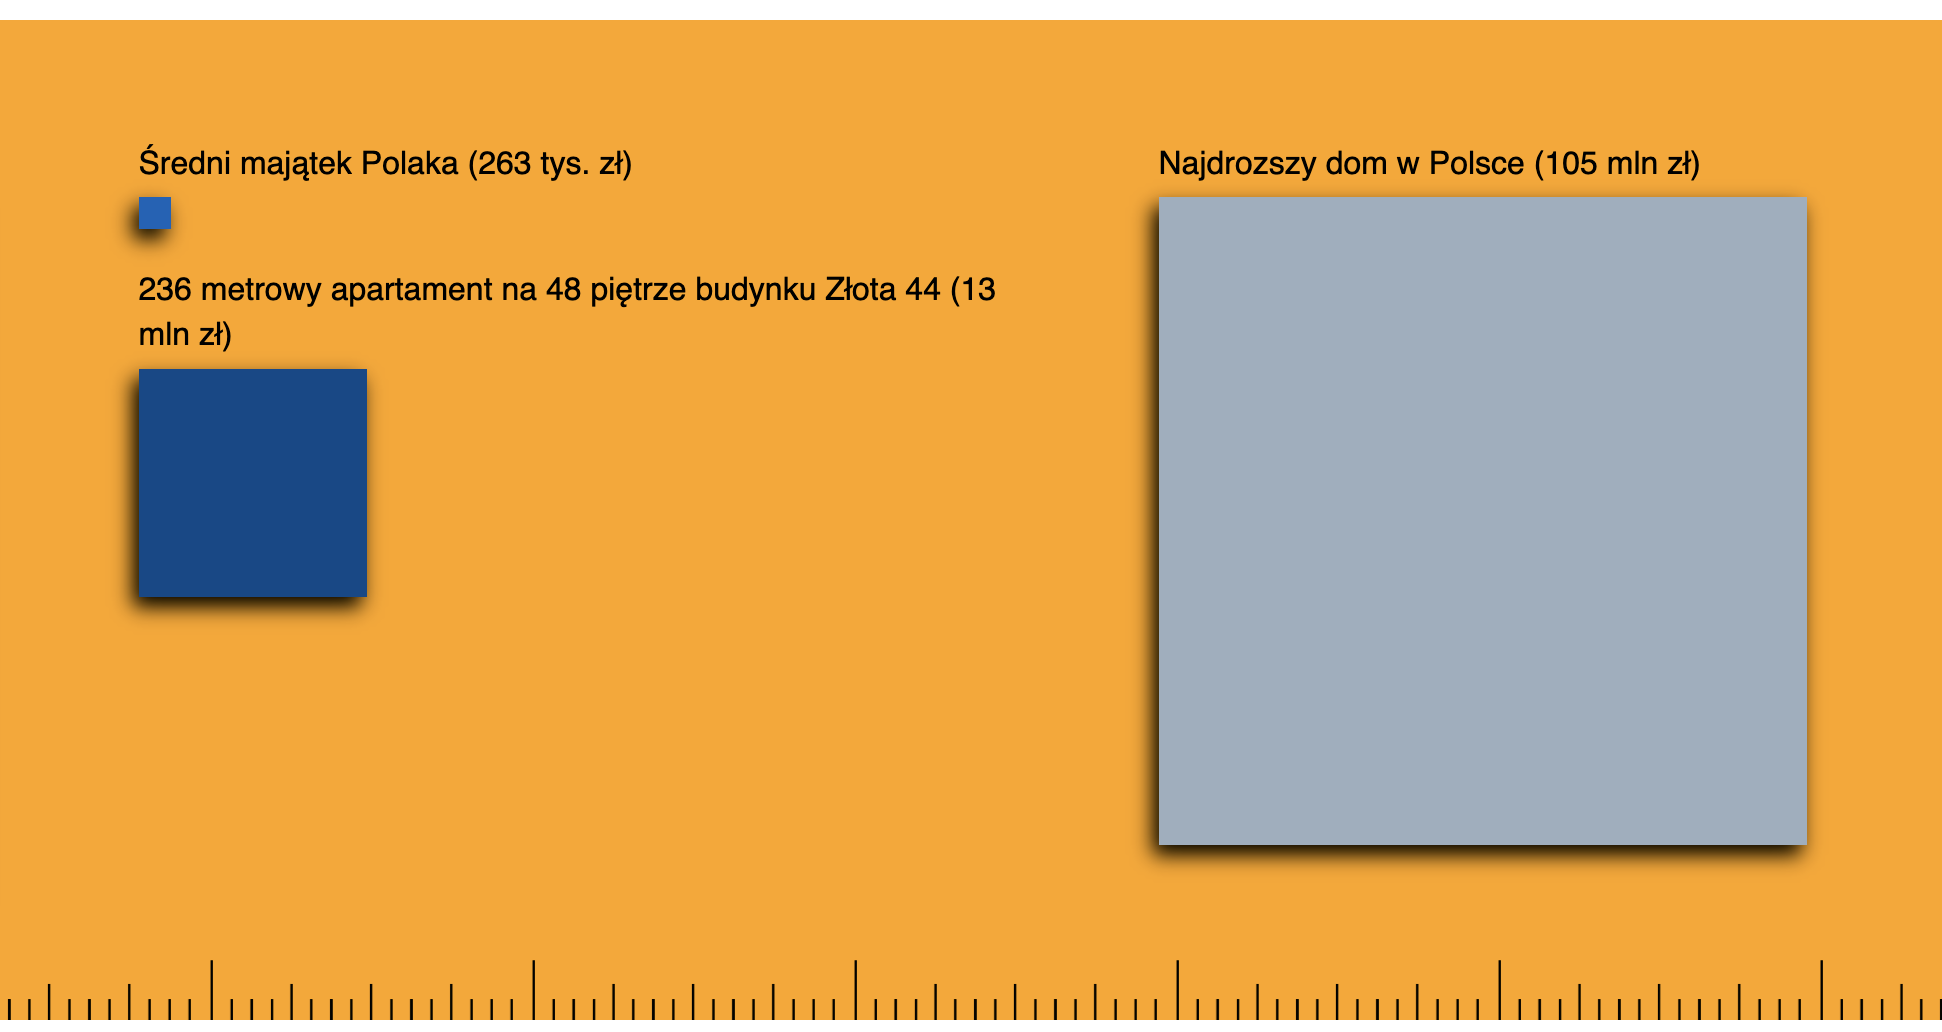 Średni majątek Polaka (263 tys. zł)
236 metrowy apartament na 48 piętrze budynku Złota 44 (13
mln zł)
Najdrozszy dom w Polsce (105 mln zł)